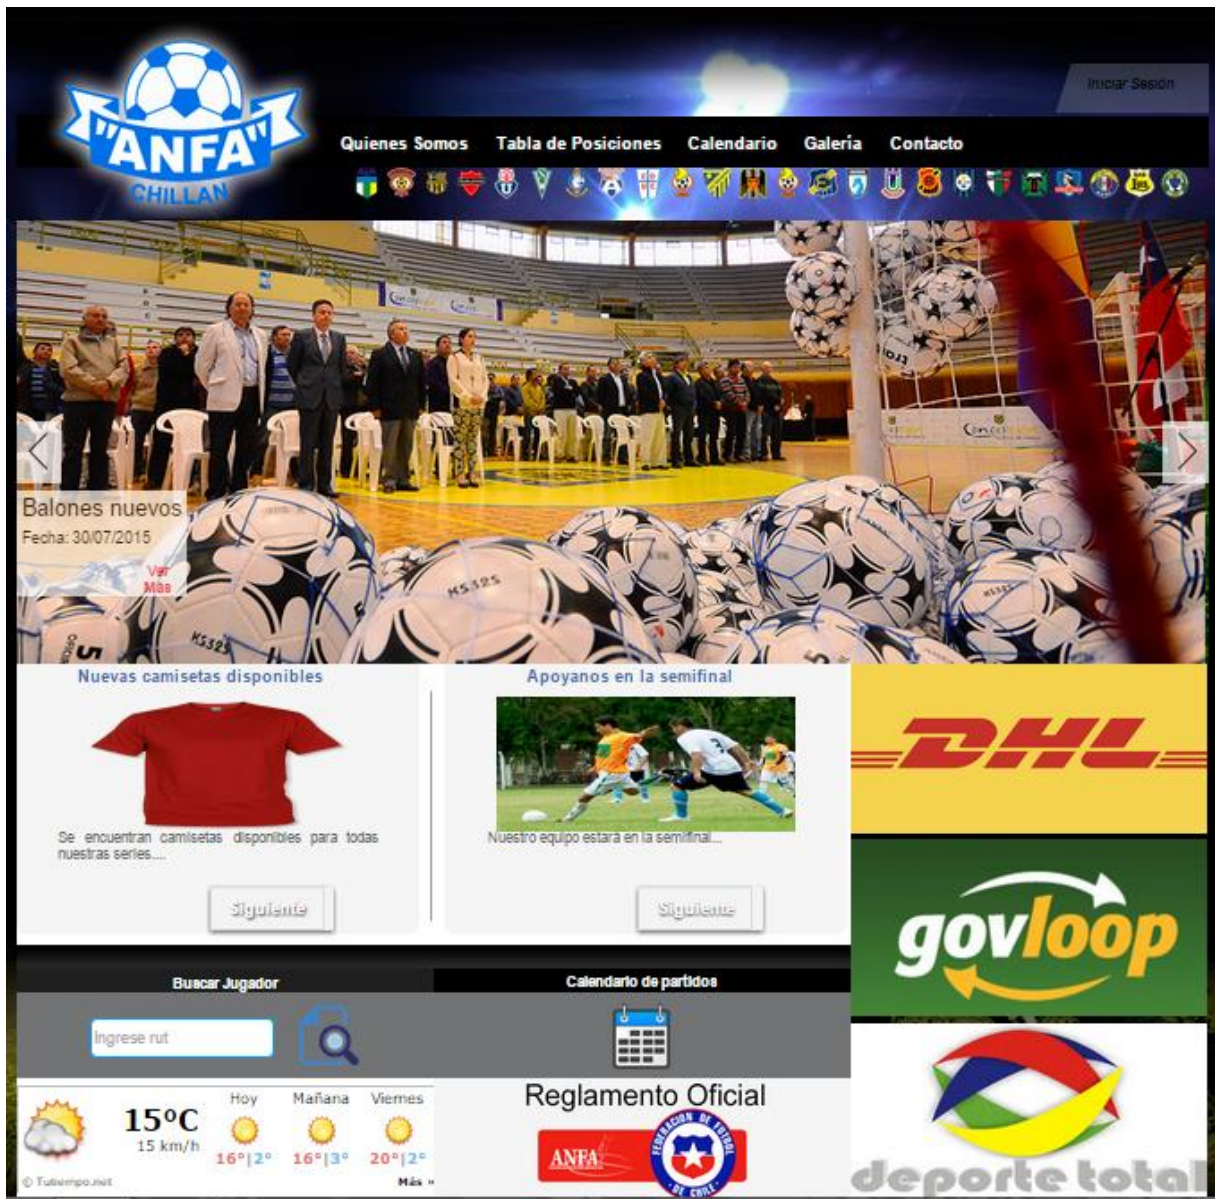 "ANFA"
CHILLAN
Iniciar Sesión
Quienes Somos
Tabla de Posiciones
Calendario
Galería
Contacto
Balones nuevos
Fecha: 30/07/2015
Ver
Más
KS32S
KS32S
5
Nuevas camisetas disponibles
Se encuentran camisetas disponibles para todas
nuestras series....
Siguiente
Apoyanos en la semifinal
3
Nuestro equipo estará en la semifinal...
Siguiente
DHL
govloop
deporte total
Buscar Jugador
Ingrese rut
Calendario de partidos
15ºC
15 km/h
Hoy
16°|2°
Mañana
16°|3°
Viernes
20°|2°
© Tutiempo.net
Más »
Reglamento Oficial
ANFA
FEDERACION DE FUTBOL
· DE CHILE ·